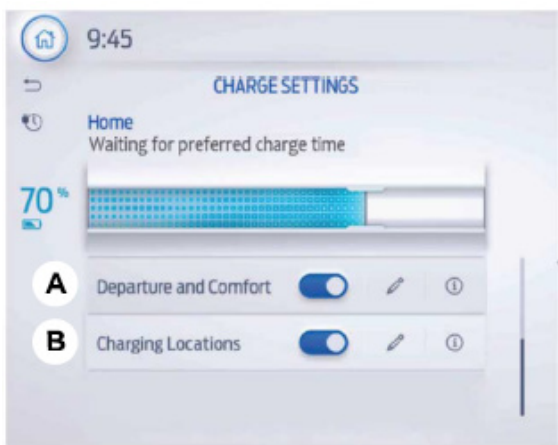 9:45
CHARGE SETTINGS
Home
Waiting for preferred charge time
70%
A Departure and Comfort
B Charging Locations